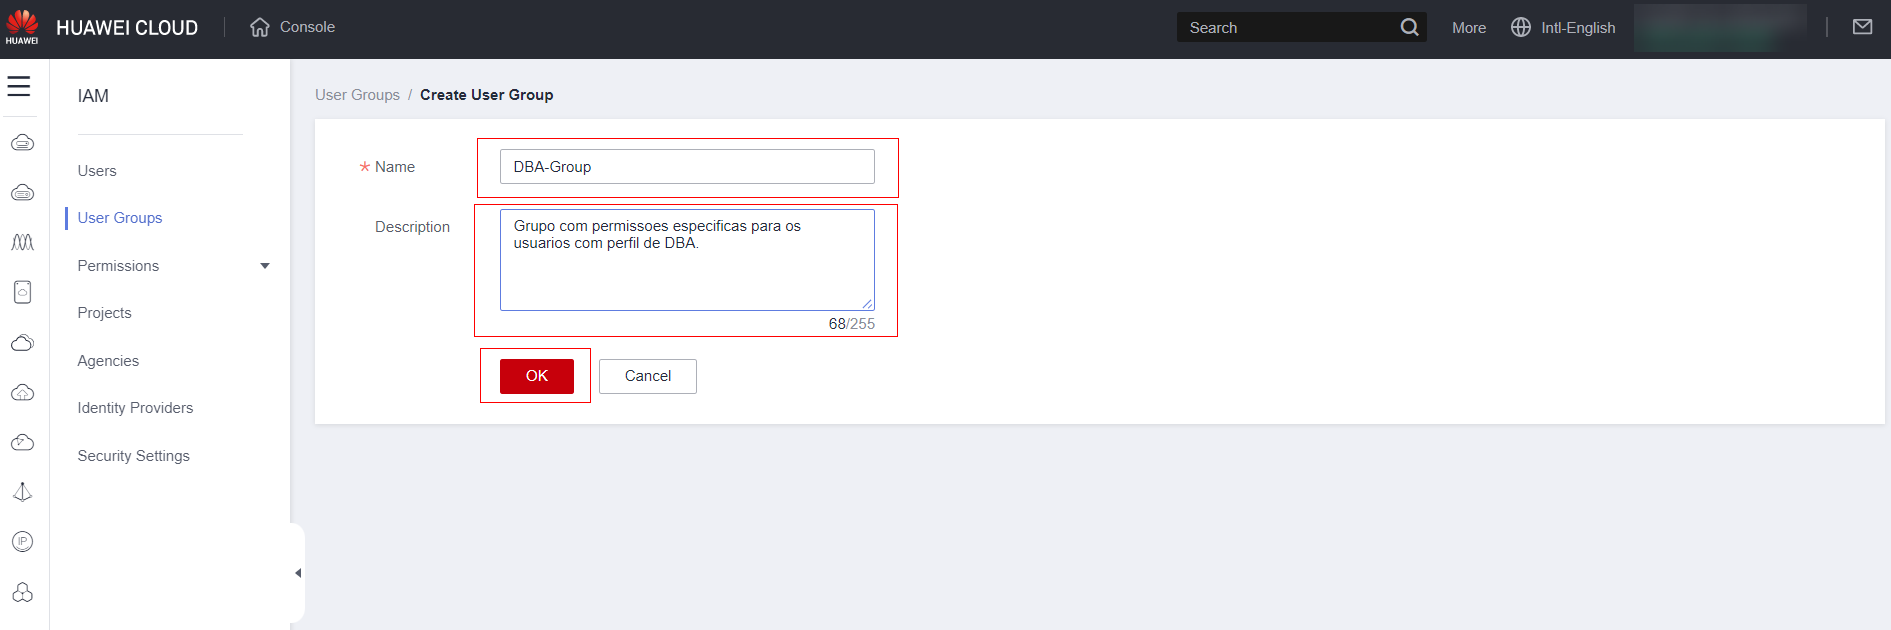 HUAWEI
HUAWEI CLOUD
Console
Search
More
Intl-English
IAM
Users
User Groups
Permissions
Projects
Agencies
Identity Providers
Security Settings
IP
User Groups / Create User Group
* Name
DBA-Group
Description
Grupo com permissoes especificas para os
usuarios com perfil de DBA.
68/255
OK
Cancel